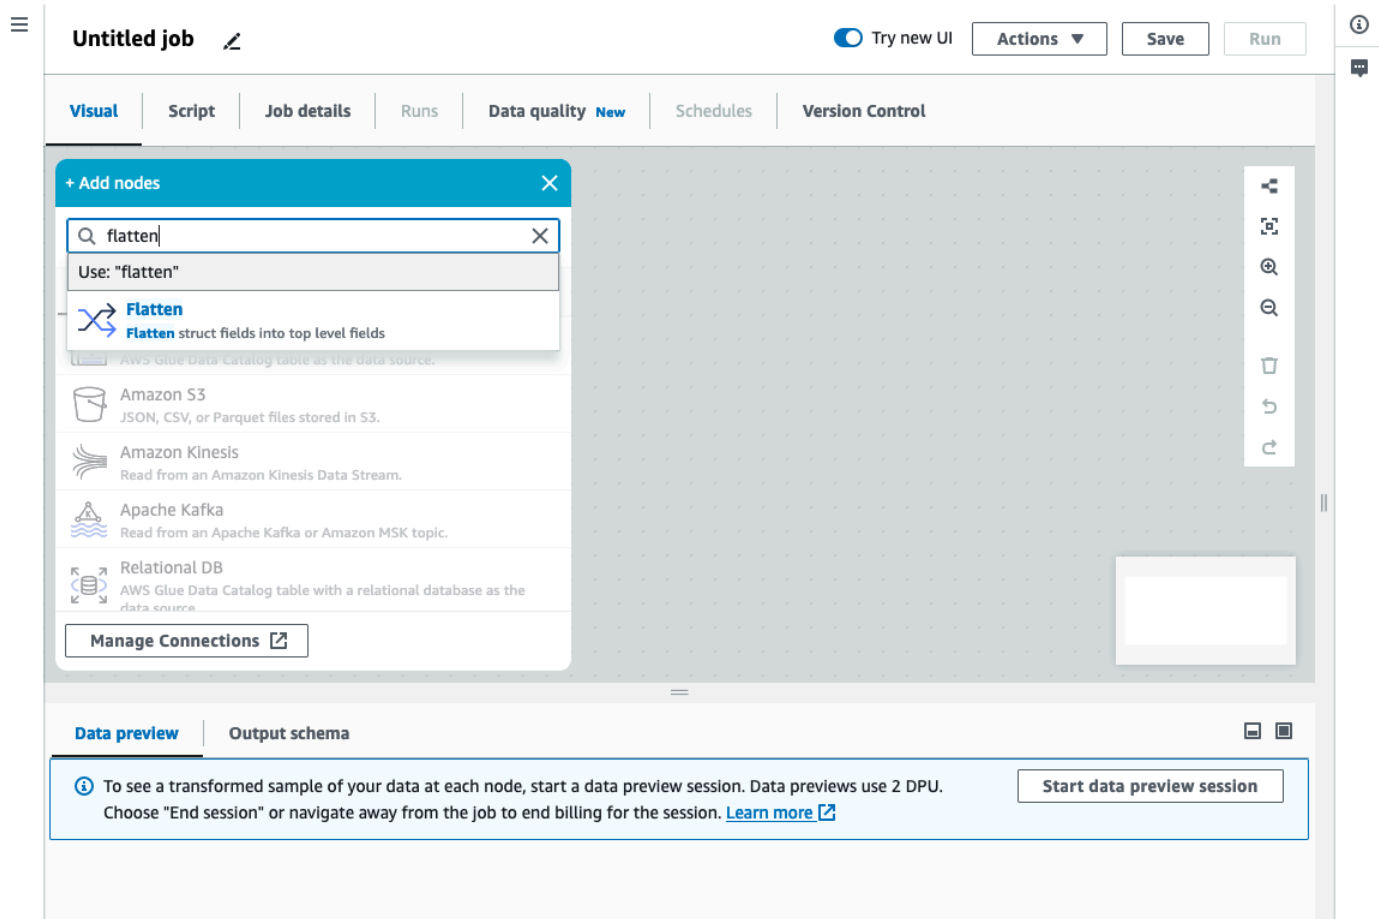 Untitled job
Try new UI
Actions
Save
Run
Visual
Script
Job details
Runs
Data quality New
Schedules
Version Control
+ Add nodes
flatten
Use: "flatten"
Flatten
Flatten struct fields into top level fields
AWS Glue Data Catalog table as the data source.
Amazon S3
JSON, CSV, or Parquet files stored in S3.
Amazon Kinesis
Read from an Amazon Kinesis Data Stream.
Apache Kafka
Read from an Apache Kafka or Amazon MSK topic.
Relational DB
AWS Glue Data Catalog table with a relational database as the
data source
Manage Connections
Data preview
Output schema
To see a transformed sample of your data at each node, start a data preview session. Data previews use 2 DPU.
Choose "End session" or navigate away from the job to end billing for the session. Learn more
Start data preview session